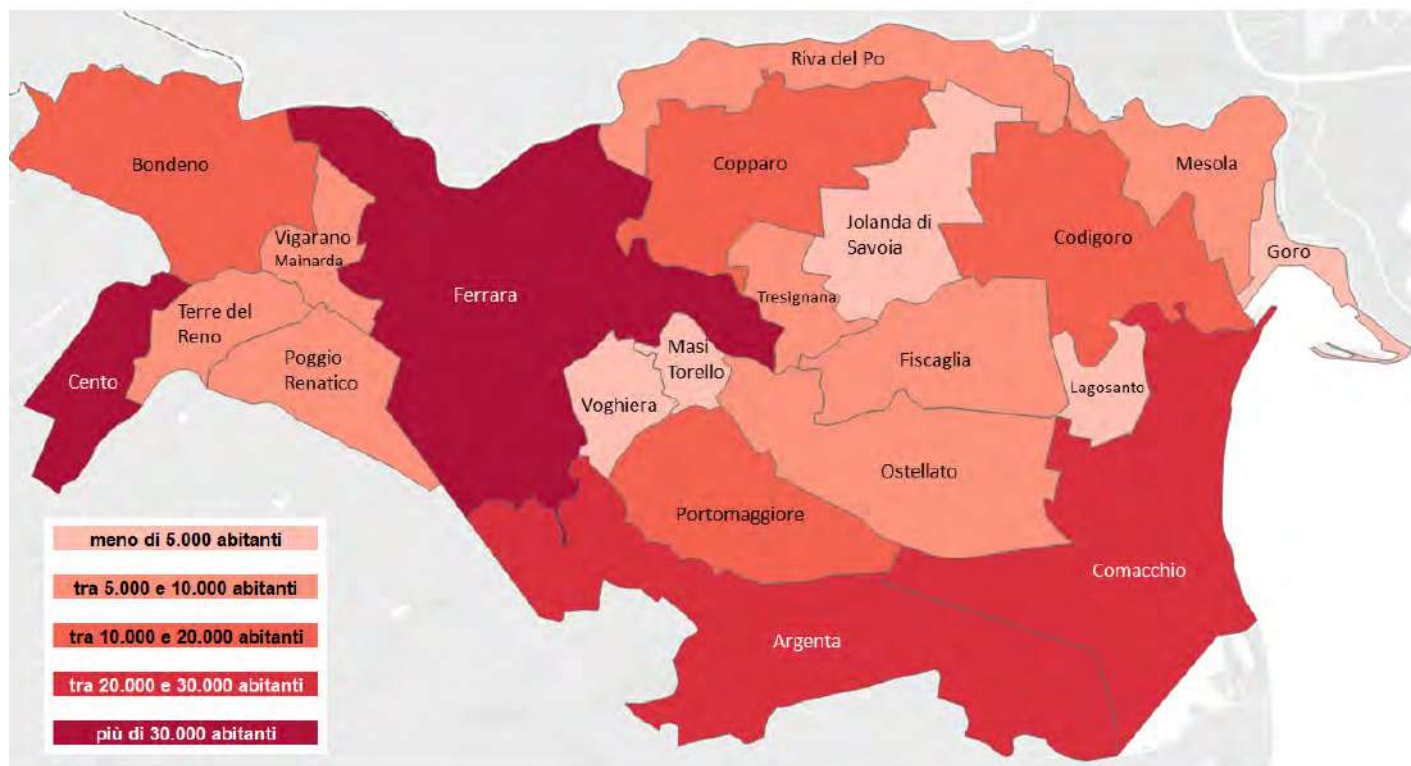 Riva del Po
Bondeno
Copparo
Mesola
Jolanda di
Savoia
Codigoro
Goro
Vigarano
Mainarda
Ferrara
Tresignana
Terre del
Reno
Masi
Torello
Fiscaglia
Poggio
Renatico
Cento
Lagosanto
Voghiera
Ostellato
Portomaggiore
Comacchio
Argenta
meno di 5.000 abitanti
tra 5.000 e 10.000 abitanti
tra 10.000 e 20.000 abitanti
tra 20.000 e 30.000 abitanti
più di 30.000 abitanti